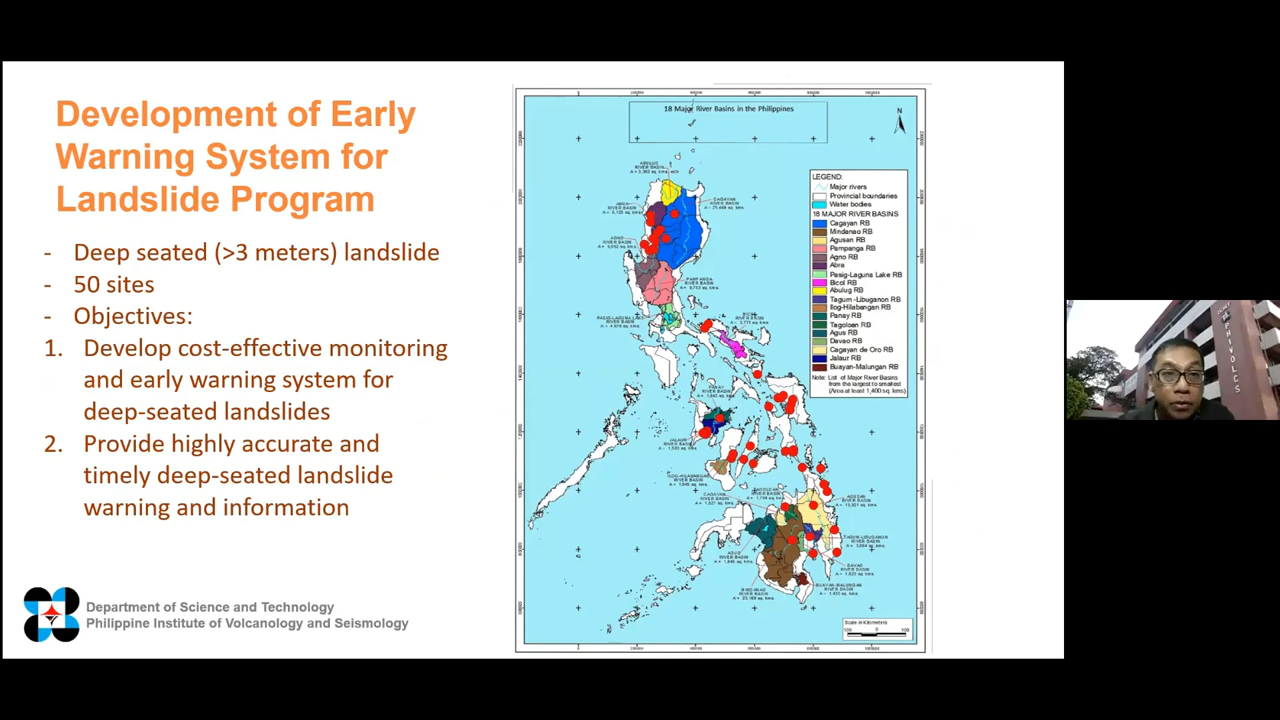 Development of Early
Warning System for
Landslide Program
- Deep seated (>3 meters) landslide
- 50 sites
- Objectives:
1. Develop cost-effective monitoring
and early warning system for
deep-seated landslides
2. Provide highly accurate and
timely deep-seated landslide
warning and information
Department of Science and Technology
Philippine Institute of Volcanology and Seismology
18 Major River Basins in the Philippines
N
LEGEND:
Major rivers
Provincial boundaries
Water bodies
18 MAJOR RIVER BASINS
Cagayan RB
Mindanao RB
Agusan RB
Pampanga RB
Agno RB
Abra
Pasig-Laguna Lake RB
Bicol RB
Abulug RB
Tagum-Libuganon RB
Ilog-Hilabangan RB
Panay RB
Tagoloan RB
Agus RB
Davao RB
Cagayan de Oro RB
Jalaur RB
Buayan-Malungan RB
Note: List of Major River Basins
from the largest to smallest
(Area at least 1,400 sq. kms)
Scale in Kilometers
100 0 100
PHIVOLCS